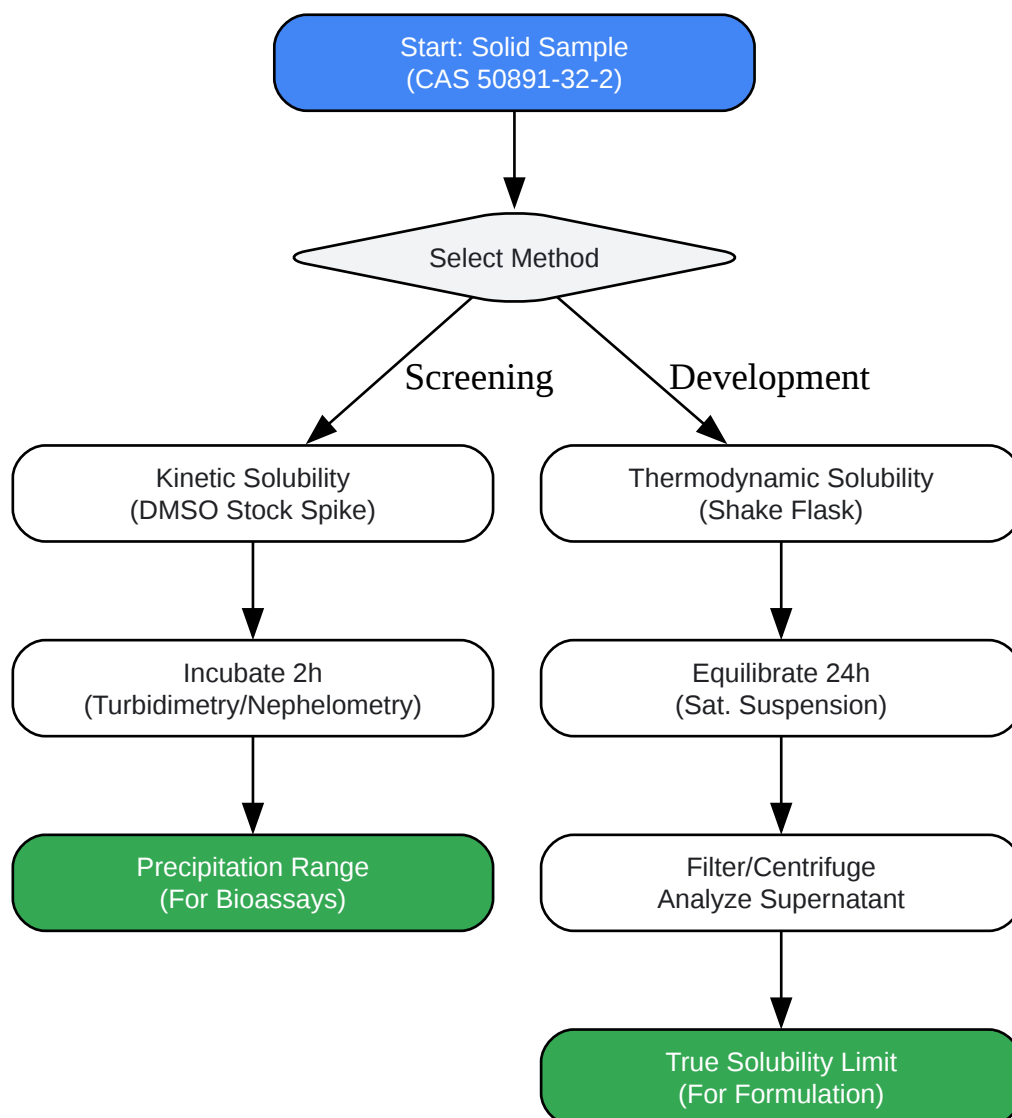 Start: Solid Sample
(CAS 50891-32-2)
Select Method
Screening
Development
Kinetic Solubility
(DMSO Stock Spike)
Thermodynamic Solubility
(Shake Flask)
Incubate 2h
(Turbidimetry/Nephelometry)
Equilibrate 24h
(Sat. Suspension)
Precipitation Range
(For Bioassays)
Filter/Centrifuge
Analyze Supernatant
True Solubility Limit
(For Formulation)